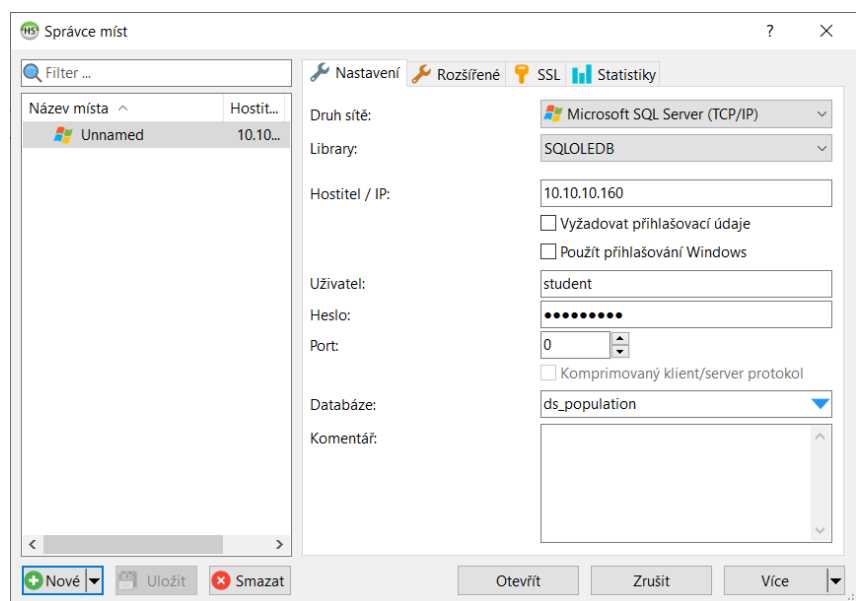 HS Správce míst ? ×
Filter ...
Název místa Hostit...
Unnamed 10.10...
Nastavení Rozšířené SSL Statistiky
Druh sítě: Microsoft SQL Server (TCP/IP)
Library: SQLOLEDB
Hostitel / IP: 10.10.10.160
Vyžadovat přihlašovací údaje
Použít přihlašování Windows
Uživatel: student
Heslo: ●●●●●●●●●
Port: 0
Komprimovaný klient/server protokol
Databáze: ds_population
Komentář:
Nové Uložit Smazat Otevřít Zrušit Více